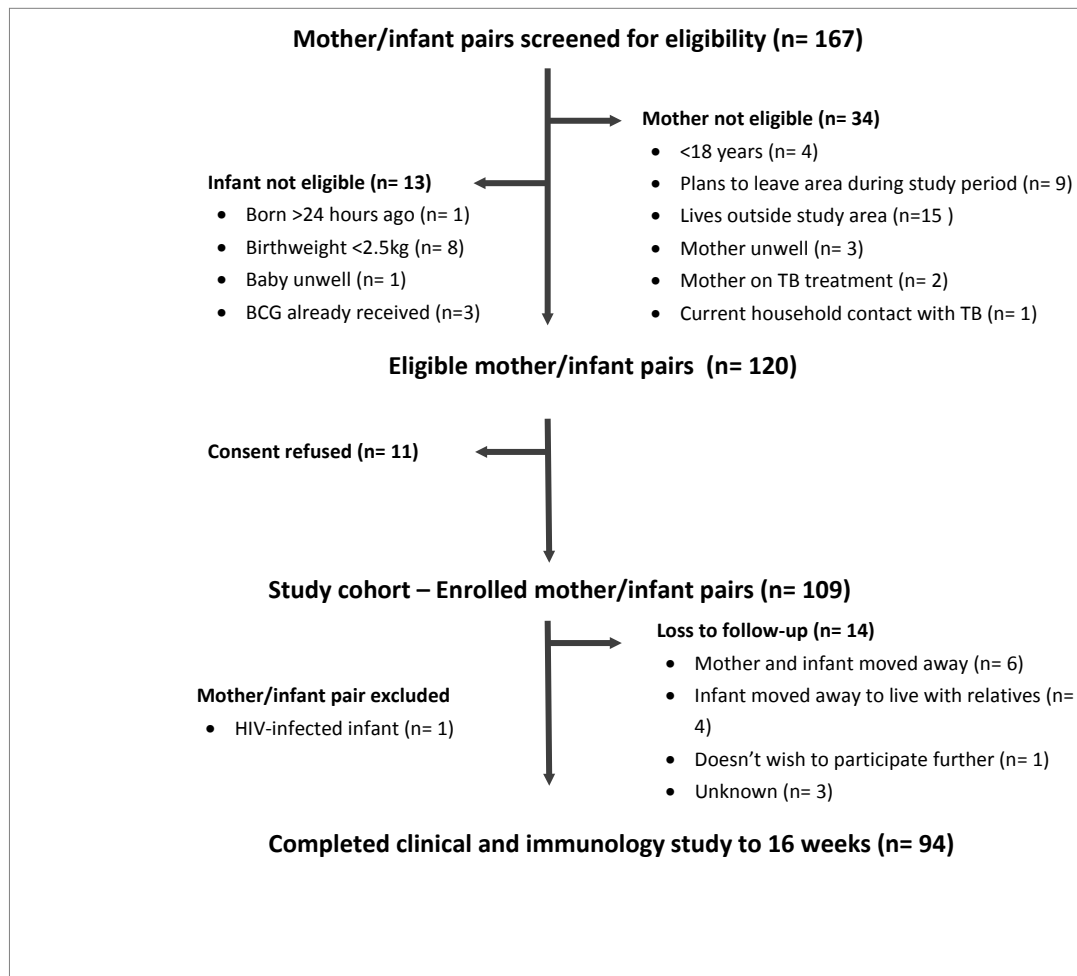 Mother/infant pairs screened for eligibility (n= 167)
Mother not eligible (n= 34)
• <18 years (n= 4)
• Plans to leave area during study period (n= 9)
• Lives outside study area (n=15 )
• Mother unwell (n= 3)
• Mother on TB treatment (n= 2)
• Current household contact with TB (n= 1)
Infant not eligible (n= 13)
• Born >24 hours ago (n= 1)
• Birthweight <2.5kg (n= 8)
• Baby unwell (n= 1)
• BCG already received (n=3)
Eligible mother/infant pairs (n= 120)
Consent refused (n= 11)
Study cohort – Enrolled mother/infant pairs (n= 109)
Loss to follow-up (n= 14)
• Mother and infant moved away (n= 6)
• Infant moved away to live with relatives (n=
4)
• Doesn’t wish to participate further (n= 1)
• Unknown (n= 3)
Mother/infant pair excluded
• HIV-infected infant (n= 1)
Completed clinical and immunology study to 16 weeks (n= 94)